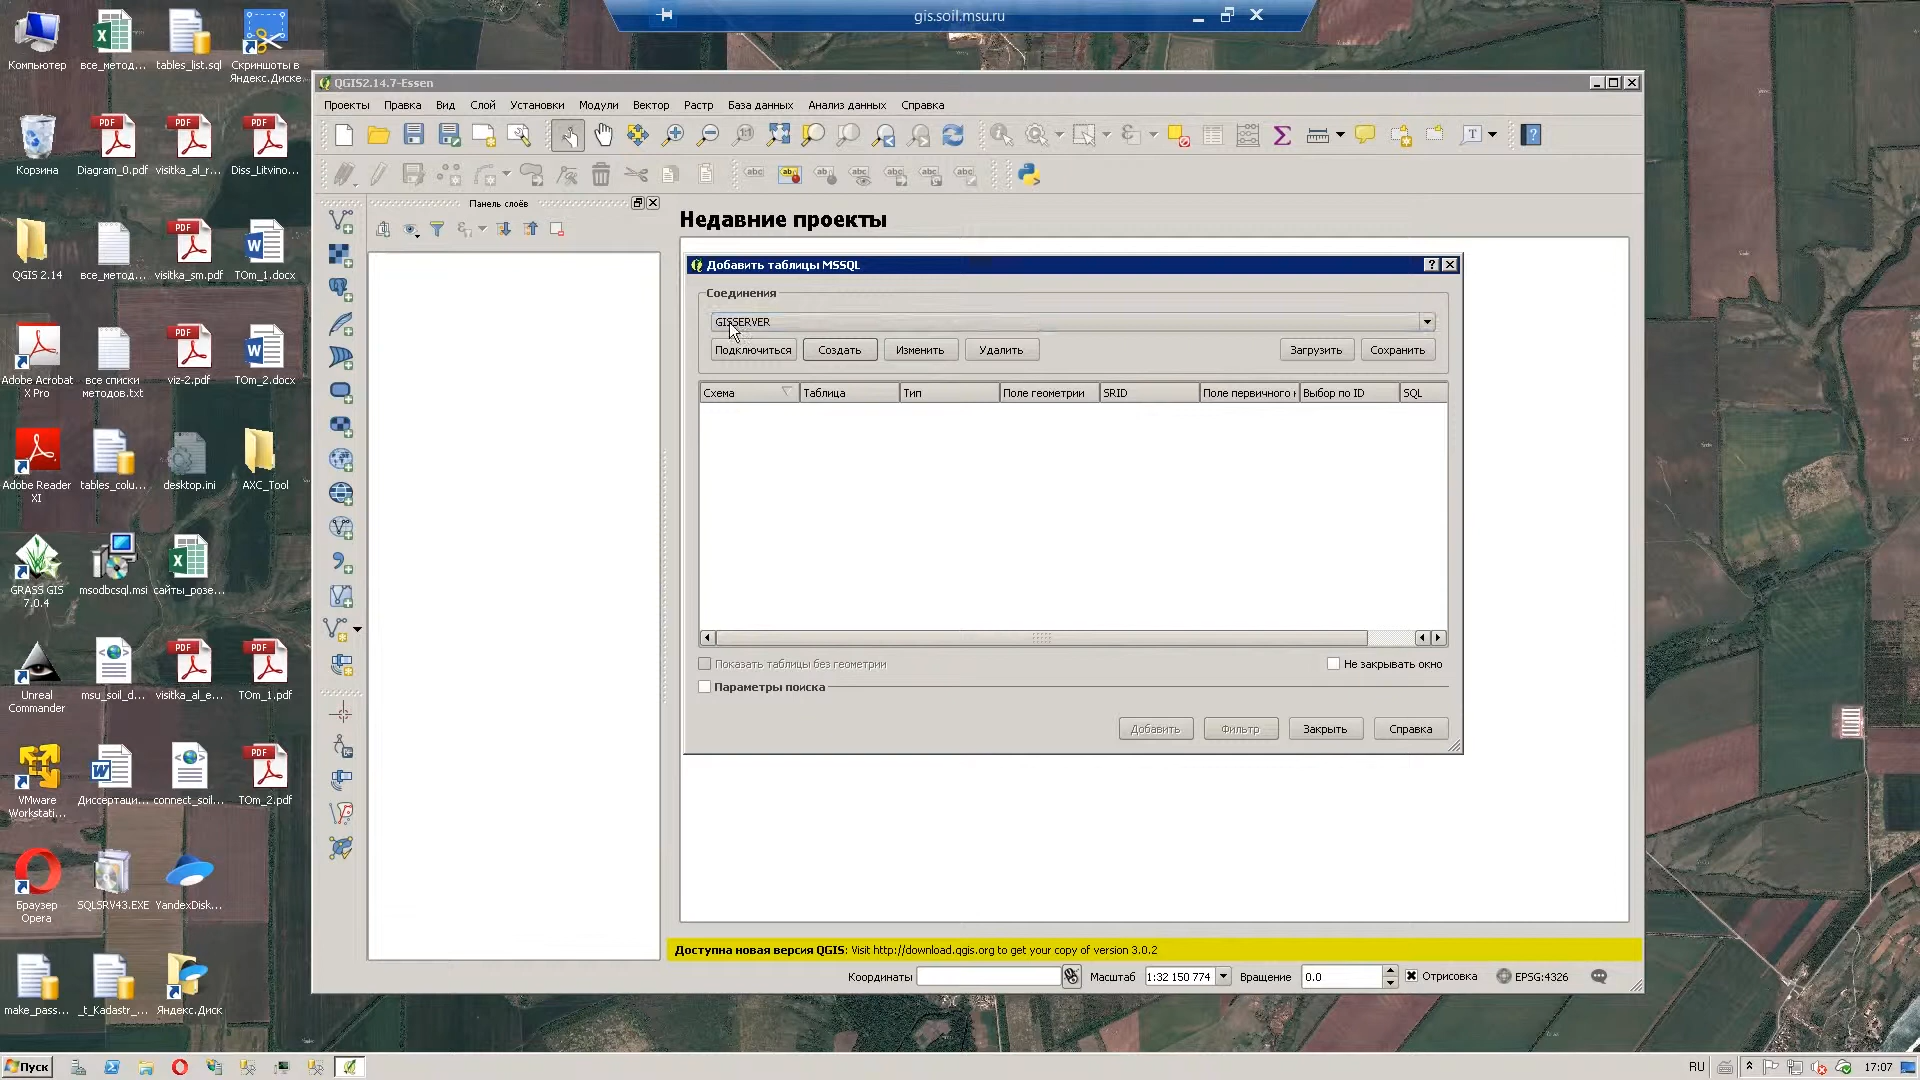 gis.soil.msu.ru
Компьютер
все_метод...
tables_list.sql
Скриншоты в
Яндекс.Диске
Корзина
Diagram_0.pdf
visitka_al_r...
Diss_Litvino...
QGIS 2.14
все_метод...
visitka_sm.pdf
TOm_1.docx
Adobe Acrobat
X Pro
все списки
методов.txt
viz-2.pdf
TOm_2.docx
Adobe Reader
XI
tables_colu...
desktop.ini
AXC_Tool
GRASS GIS
7.0.4
msodbcsql.msi
сайты_розе...
Unreal
Commander
msu_soil_d...
visitka_al_e...
TOm_1.pdf
VMware
Workstati...
Диссертаци...
connect_soil...
TOm_2.pdf
Браузер
Opera
SQLSRV43.EXE
YandexDisk...
make_pass...
_t_Kadastr_...
Яндекс.Диск
QGIS2.14.7-Essen
Проекты Правка Вид Слой Установки Модули Вектор Растр База данных Анализ данных Справка
Панель слоёв
Недавние проекты
Добавить таблицы MSSQL
Соединения
GISSERVER
Подключиться Создать Изменить Удалить Загрузить Сохранить
Схема Таблица Тип Поле геометрии SRID Поле первичного Выбор по ID SQL
Показать таблицы без геометрии
Не закрывать окно
Параметры поиска
Добавить Фильтр Закрыть Справка
Доступна новая версия QGIS: Visit http://download.qgis.org to get your copy of version 3.0.2
Координаты Масштаб 1:32 150 774 Вращение 0.0 Отрисовка EPSG:4326
Пуск
RU
17:07